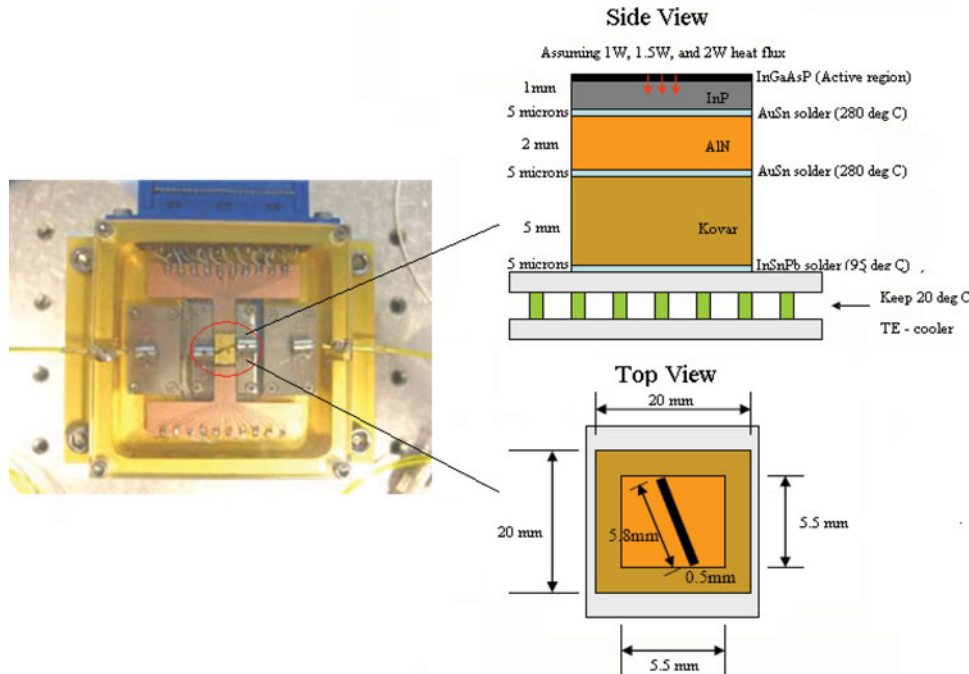 Side View
Assuming 1W, 1.5W, and 2W heat flux
InGaAsP (Active region)
1mm
InP
5 microns
AuSn solder (280 deg C)
2 mm
AlN
5 microns
AuSn solder (280 deg C)
5 mm
Kovar
5 microns
InSnPb solder (95 deg C)
Keep 20 deg C
TE - cooler
Top View
20 mm
20 mm
5.8mm
5.5 mm
0.5mm
5.5 mm